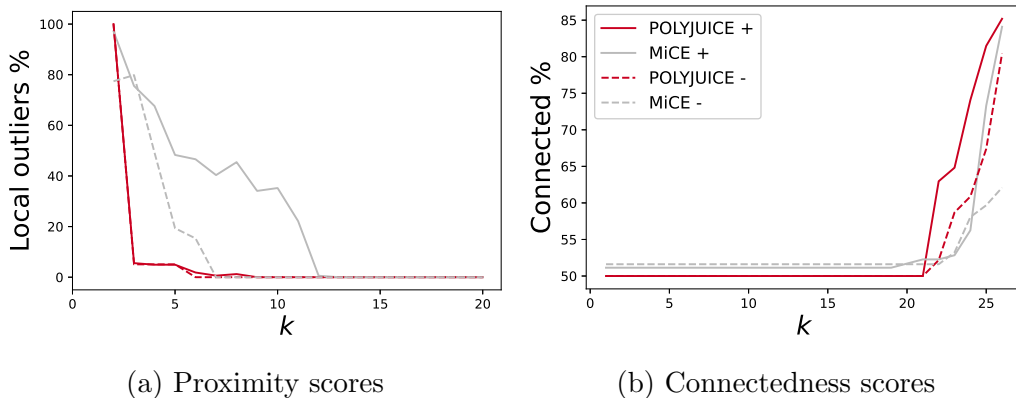 100
80
60
40
20
0
0
5
10
15
20
Local outliers %
k
85
80
75
70
65
60
55
50
0
5
10
15
20
25
Connected %
k
POLYJUICE +
MiCE +
POLYJUICE -
MiCE -
(a) Proximity scores
(b) Connectedness scores